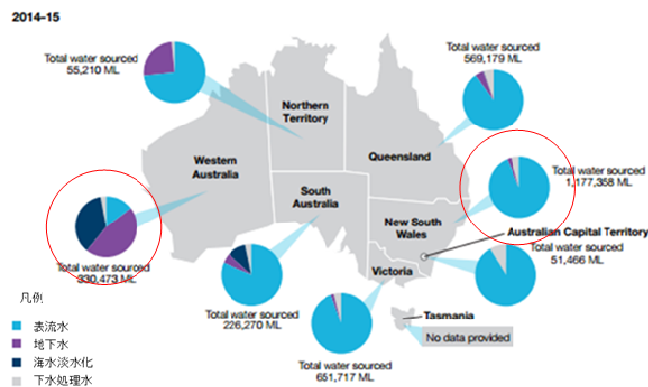 2014–15
Total water sourced
55,210 ML
Total water sourced
569,179 ML
Northern
Territory
Queensland
Western
Australia
South
Australia
Total water sourced
1,177,358 ML
New South
Wales
Australian Capital Territory
Total water sourced
51,466 ML
Total water sourced
330,473 ML
Victoria
Total water sourced
226,270 ML
Tasmania
No data provided
Total water sourced
651,717 ML
凡例
表流水
地下水
海水淡水化
下水処理水